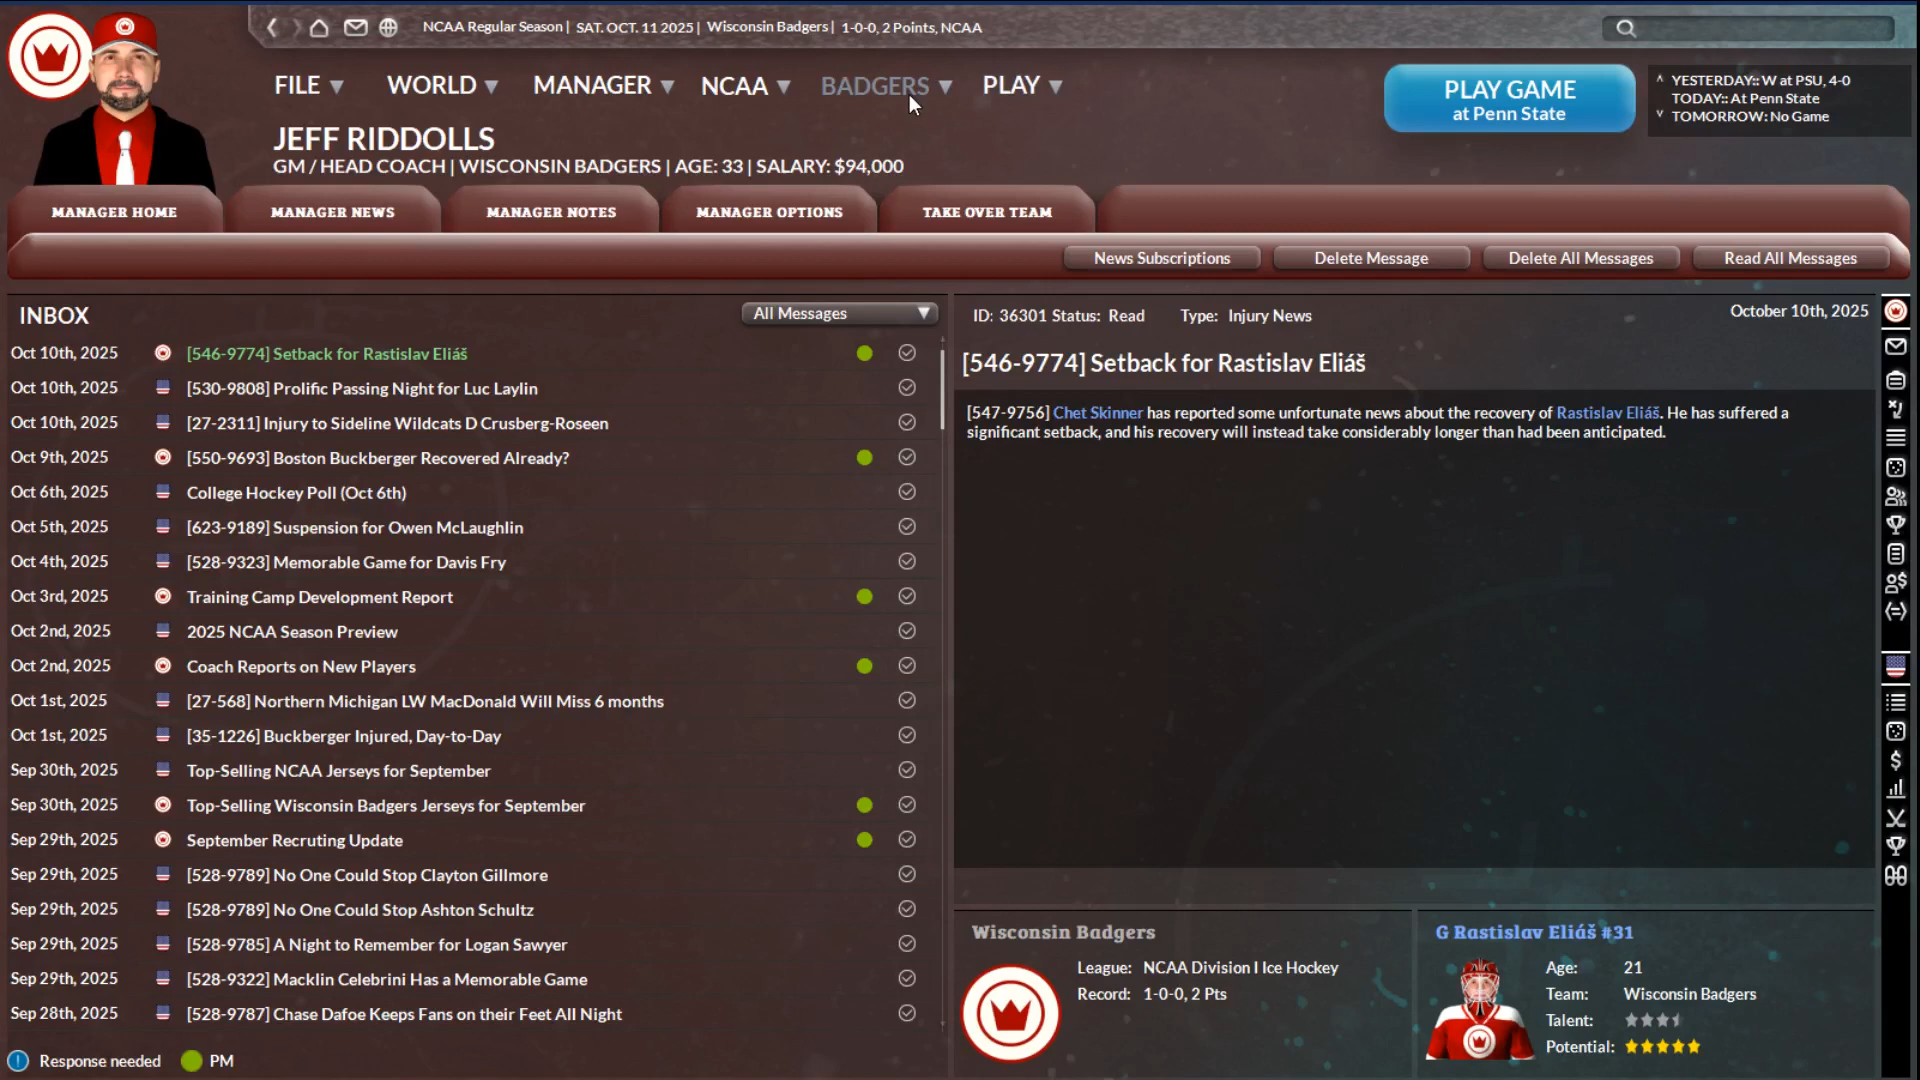 NCAA Regular Season | SAT. OCT. 11 2025 | Wisconsin Badgers | 1-0-0, 2 Points, NCAA
FILE ▼ WORLD ▼ MANAGER ▼ NCAA ▼ BADGERS ▼ PLAY ▼
PLAY GAME
at Penn State
YESTERDAY:: W at PSU, 4-0
TODAY:: At Penn State
TOMORROW: No Game
JEFF RIDDOLLS
GM / HEAD COACH | WISCONSIN BADGERS | AGE: 33 | SALARY: $94,000
MANAGER HOME MANAGER NEWS MANAGER NOTES MANAGER OPTIONS TAKE OVER TEAM
News Subscriptions Delete Message Delete All Messages Read All Messages
INBOX All Messages ▼
Oct 10th, 2025 [546-9774] Setback for Rastislav Eliáš
Oct 10th, 2025 [530-9808] Prolific Passing Night for Luc Laylin
Oct 10th, 2025 [27-2311] Injury to Sideline Wildcats D Crusberg-Roseen
Oct 9th, 2025 [550-9693] Boston Buckberger Recovered Already?
Oct 6th, 2025 College Hockey Poll (Oct 6th)
Oct 5th, 2025 [623-9189] Suspension for Owen McLaughlin
Oct 4th, 2025 [528-9323] Memorable Game for Davis Fry
Oct 3rd, 2025 Training Camp Development Report
Oct 2nd, 2025 2025 NCAA Season Preview
Oct 2nd, 2025 Coach Reports on New Players
Oct 1st, 2025 [27-568] Northern Michigan LW MacDonald Will Miss 6 months
Oct 1st, 2025 [35-1226] Buckberger Injured, Day-to-Day
Sep 30th, 2025 Top-Selling NCAA Jerseys for September
Sep 30th, 2025 Top-Selling Wisconsin Badgers Jerseys for September
Sep 29th, 2025 September Recruting Update
Sep 29th, 2025 [528-9789] No One Could Stop Clayton Gillmore
Sep 29th, 2025 [528-9789] No One Could Stop Ashton Schultz
Sep 29th, 2025 [528-9785] A Night to Remember for Logan Sawyer
Sep 29th, 2025 [528-9322] Macklin Celebrini Has a Memorable Game
Sep 28th, 2025 [528-9787] Chase Dafoe Keeps Fans on their Feet All Night
Response needed PM
ID: 36301 Status: Read Type: Injury News October 10th, 2025
[546-9774] Setback for Rastislav Eliáš
[547-9756] Chet Skinner has reported some unfortunate news about the recovery of Rastislav Eliáš. He has suffered a
significant setback, and his recovery will instead take considerably longer than had been anticipated.
Wisconsin Badgers
League: NCAA Division I Ice Hockey
Record: 1-0-0, 2 Pts
G Rastislav Eliáš #31
Age: 21
Team: Wisconsin Badgers
Talent:
Potential: